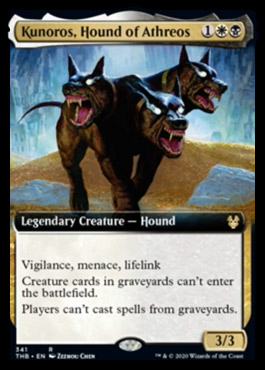 Kunoros, Hound of Athreos 1
Legendary Creature — Hound
Vigilance, menace, lifelink
Creature cards in graveyards can't enter
the battlefield.
Players can't cast spells from graveyards.
3/3
341 R
THB • EN ZEZHOU CHEN
™ & © 2020 Wizards of the Coast